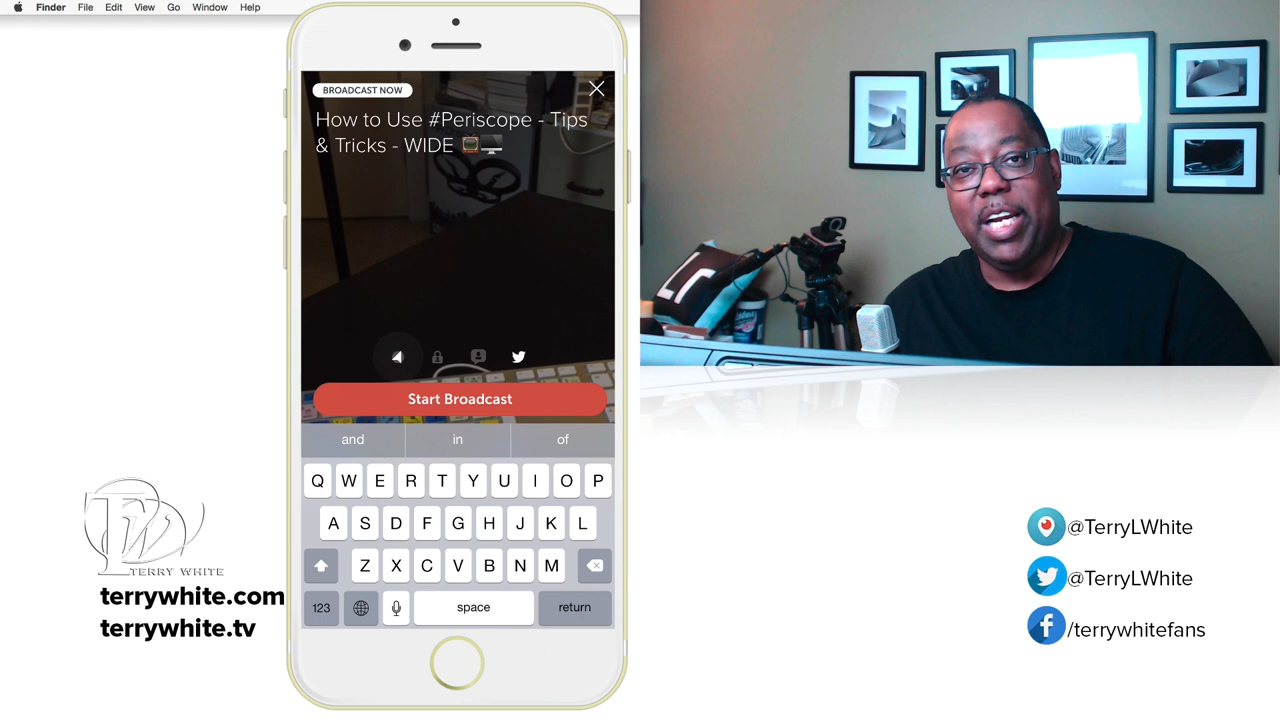 Finder File Edit View Go Window Help
BROADCAST NOW
How to Use #Periscope - Tips
& Tricks - WIDE
Start Broadcast
and in of
Q W E R T Y U I O P
A S D F G H J K L
Z X C V B N M
123 space return
TW
TERRY WHITE
terrywhite.com
terrywhite.tv
@TerryLWhite
@TerryLWhite
/terrywhitefans